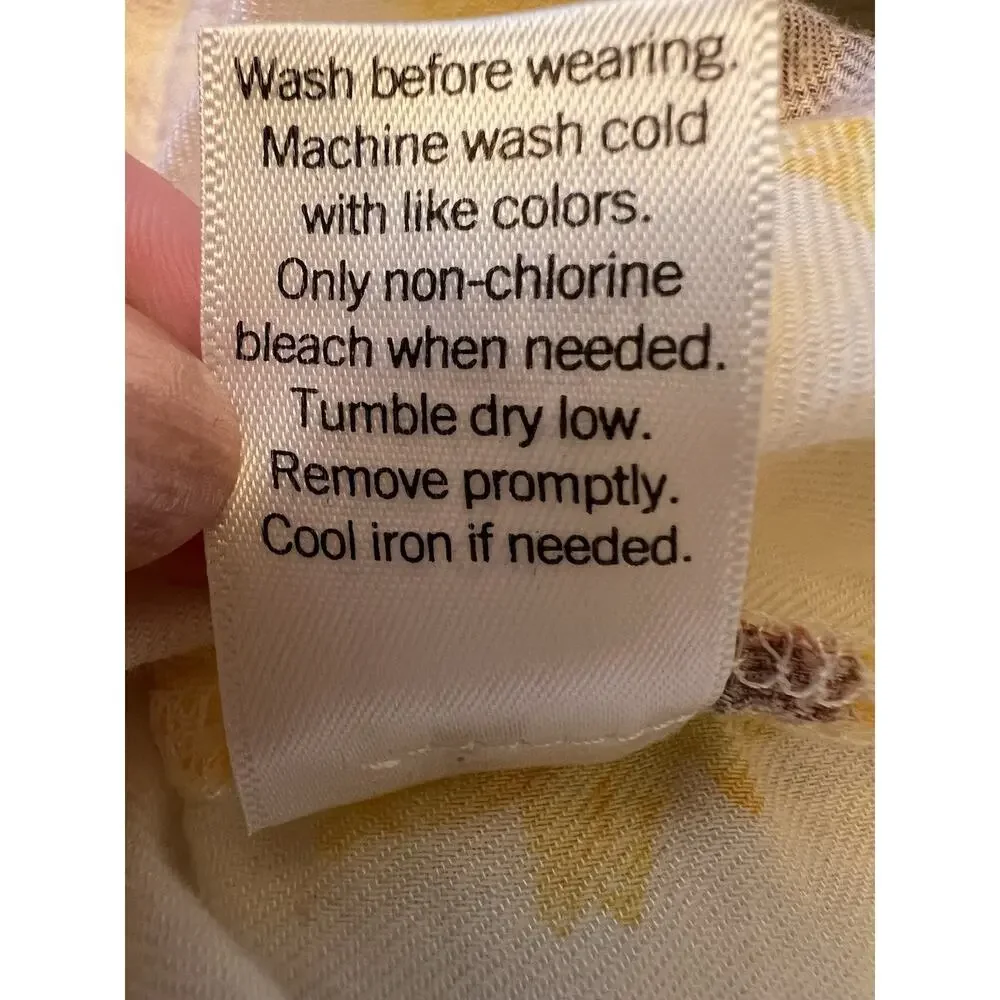 Wash before wearing.
Machine wash cold
with like colors.
Only non-chlorine
bleach when needed.
Tumble dry low.
Remove promptly.
Cool iron if needed.